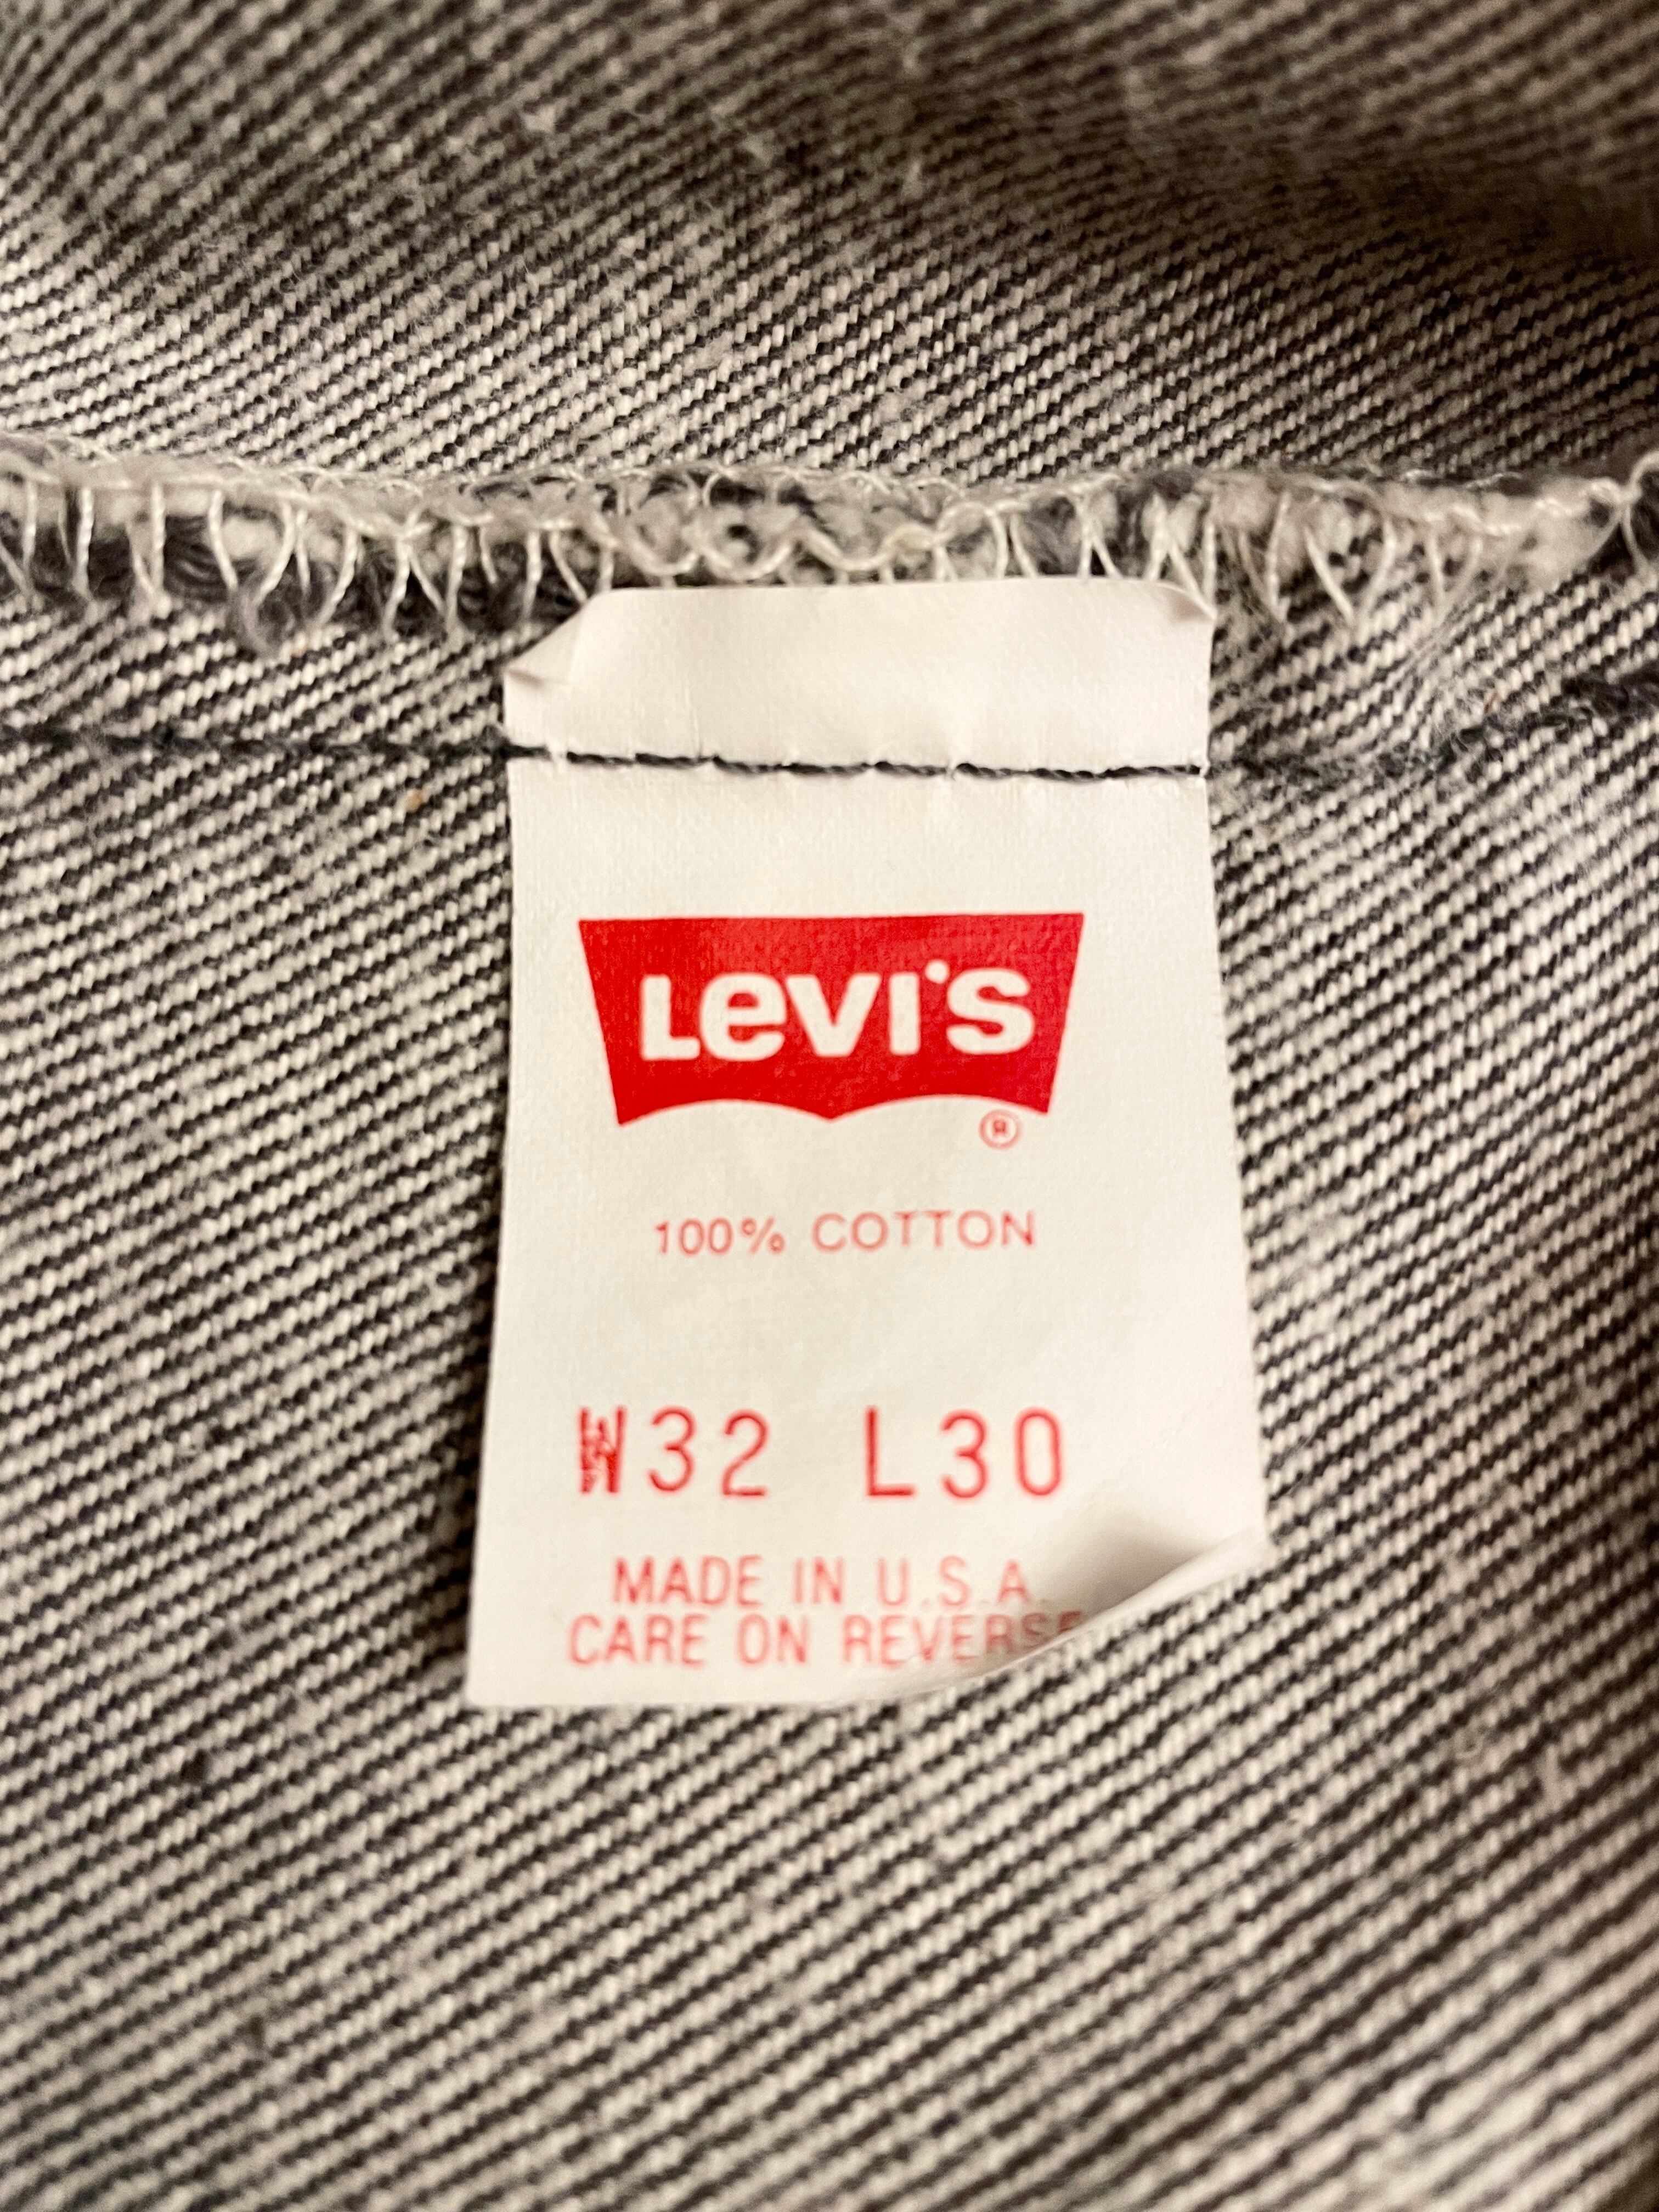 Levi's
®
100% COTTON
W32 L30
MADE IN U.S.A.
CARE ON REVERSE